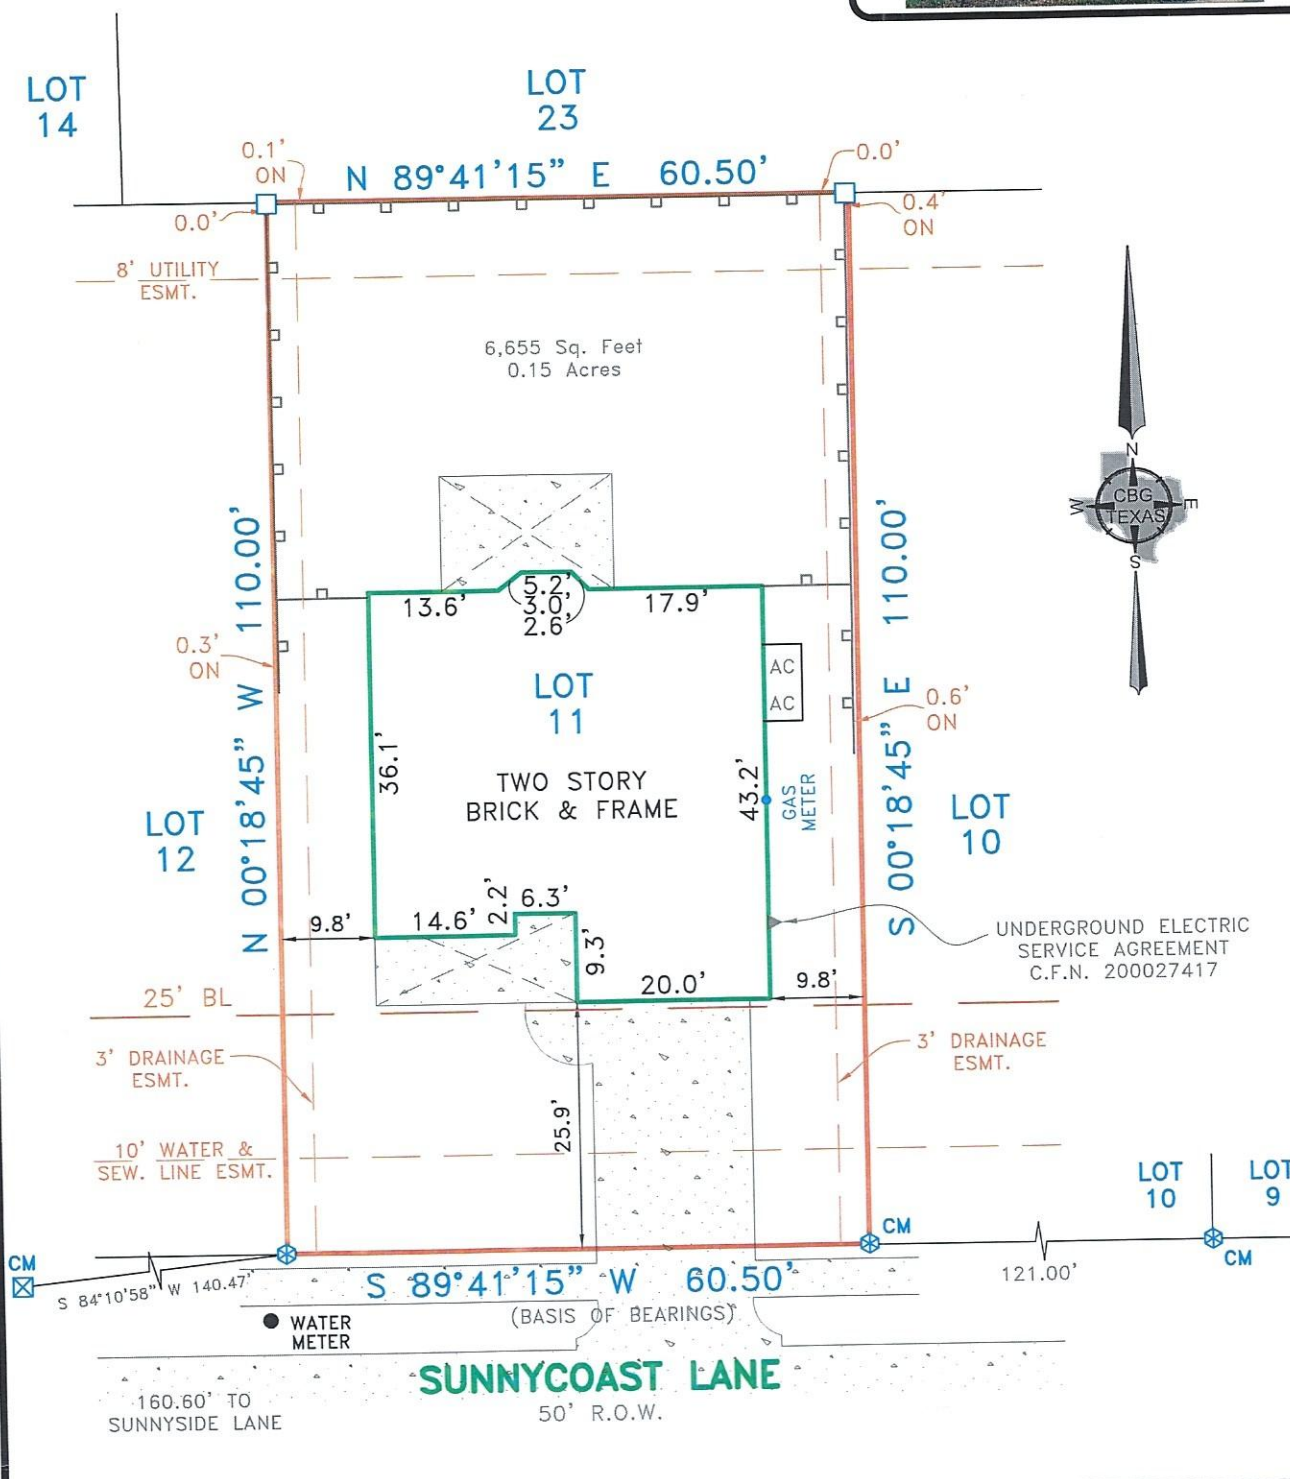 LOT
14
LOT
23
0.1'
ON
N 89°41'15" E 60.50'
0.0'
0.0'
0.4'
ON
8' UTILITY
ESMT.
6,655 Sq. Feet
0.15 Acres
N
CBG
TEXAS
W
E
S
N 00°18'45" W 110.00'
S 00°18'45" E 110.00'
13.6'
5.2'
3.0'
2.6'
17.9'
0.3'
ON
AC
AC
LOT
11
0.6'
ON
36.1'
TWO STORY
BRICK & FRAME
43.2'
GAS
METER
LOT
12
LOT
10
9.8'
14.6'
2.2'
6.3'
9.3'
20.0'
9.8'
UNDERGROUND ELECTRIC
SERVICE AGREEMENT
C.F.N. 200027417
25' BL
3' DRAINAGE
ESMT.
3' DRAINAGE
ESMT.
25.9'
10' WATER &
SEW. LINE ESMT.
LOT
10
LOT
9
CM
CM
CM
S 84°10'58" W 140.47'
S 89°41'15" W 60.50'
(BASIS OF BEARINGS)
121.00'
WATER
METER
SUNNYCOAST LANE
50' R.O.W.
160.60' TO
SUNNYSIDE LANE